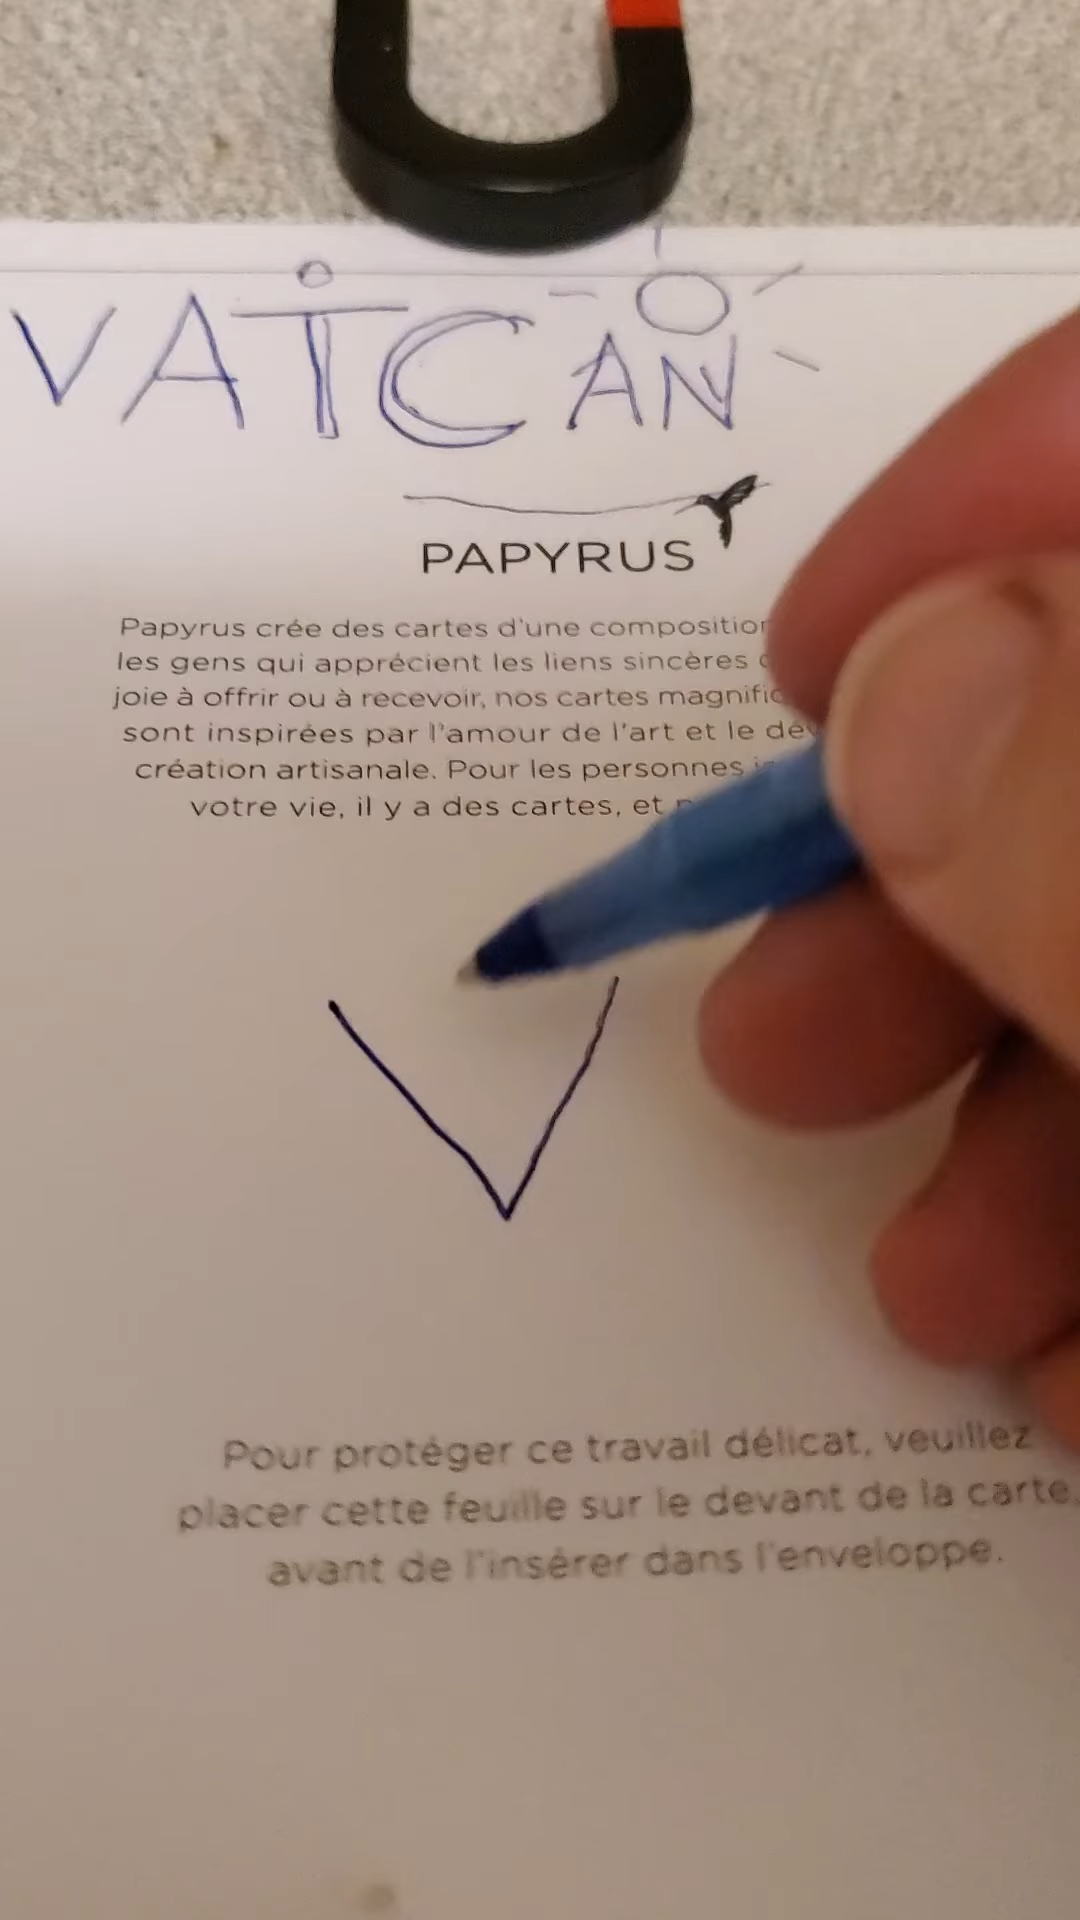 VATCAN
PAPYRUS
Papyrus crée des cartes d'une composition
les gens qui apprécient les liens sincères
joie à offrir ou à recevoir, nos cartes
sont inspirées par l'amour de l'art et le
création artisanale. Pour les personnes
votre vie, il y a des cartes, et
V
Pour protéger ce travail délicat, veuillez
placer cette feuille sur le devant de la carte,
avant de l'insérer dans l'enveloppe.